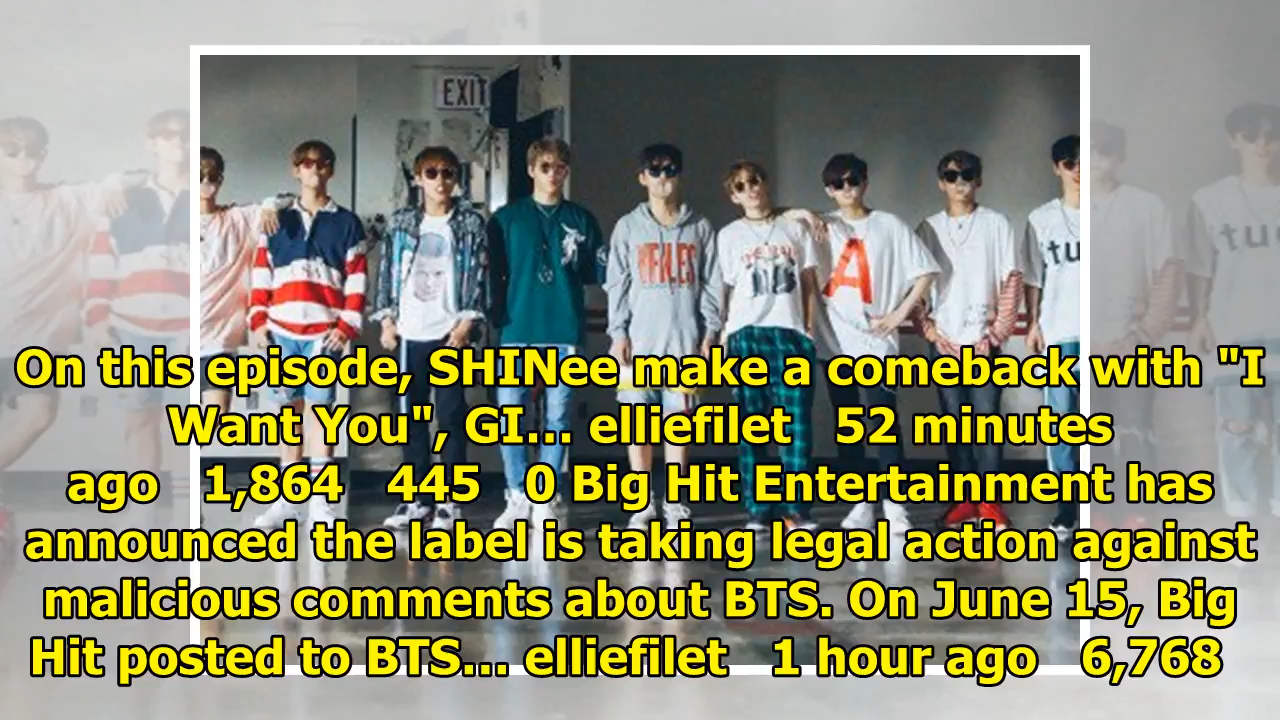 EXIT
A
tuc
On this episode, SHINee make a comeback with "I
Want You", GI... elliefilet 52 minutes
ago 1,864 445 0 Big Hit Entertainment has
announced the label is taking legal action against
malicious comments about BTS. On June 15, Big
Hit posted to BTS... elliefilet 1 hour ago 6,768